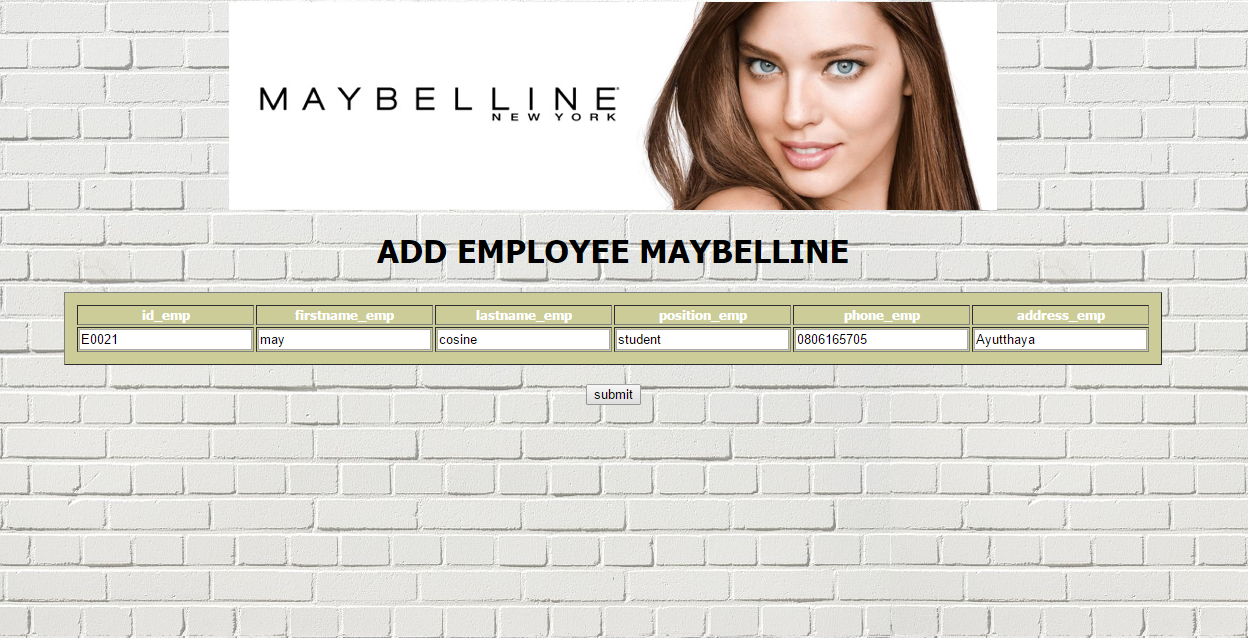 MAYBELLINE
NEW YORK
ADD EMPLOYEE MAYBELLINE
id_emp firstname_emp lastname_emp position_emp phone_emp address_emp
E0021 may cosine student 0806165705 Ayutthaya
submit